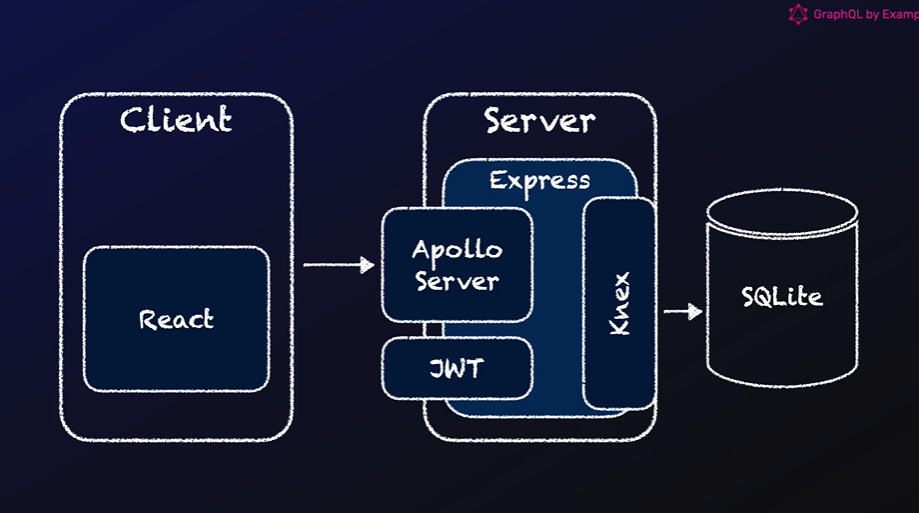 GraphQL by Examp
Client
Server
Express
Apollo
Server
Knex
SQLite
React
JWT